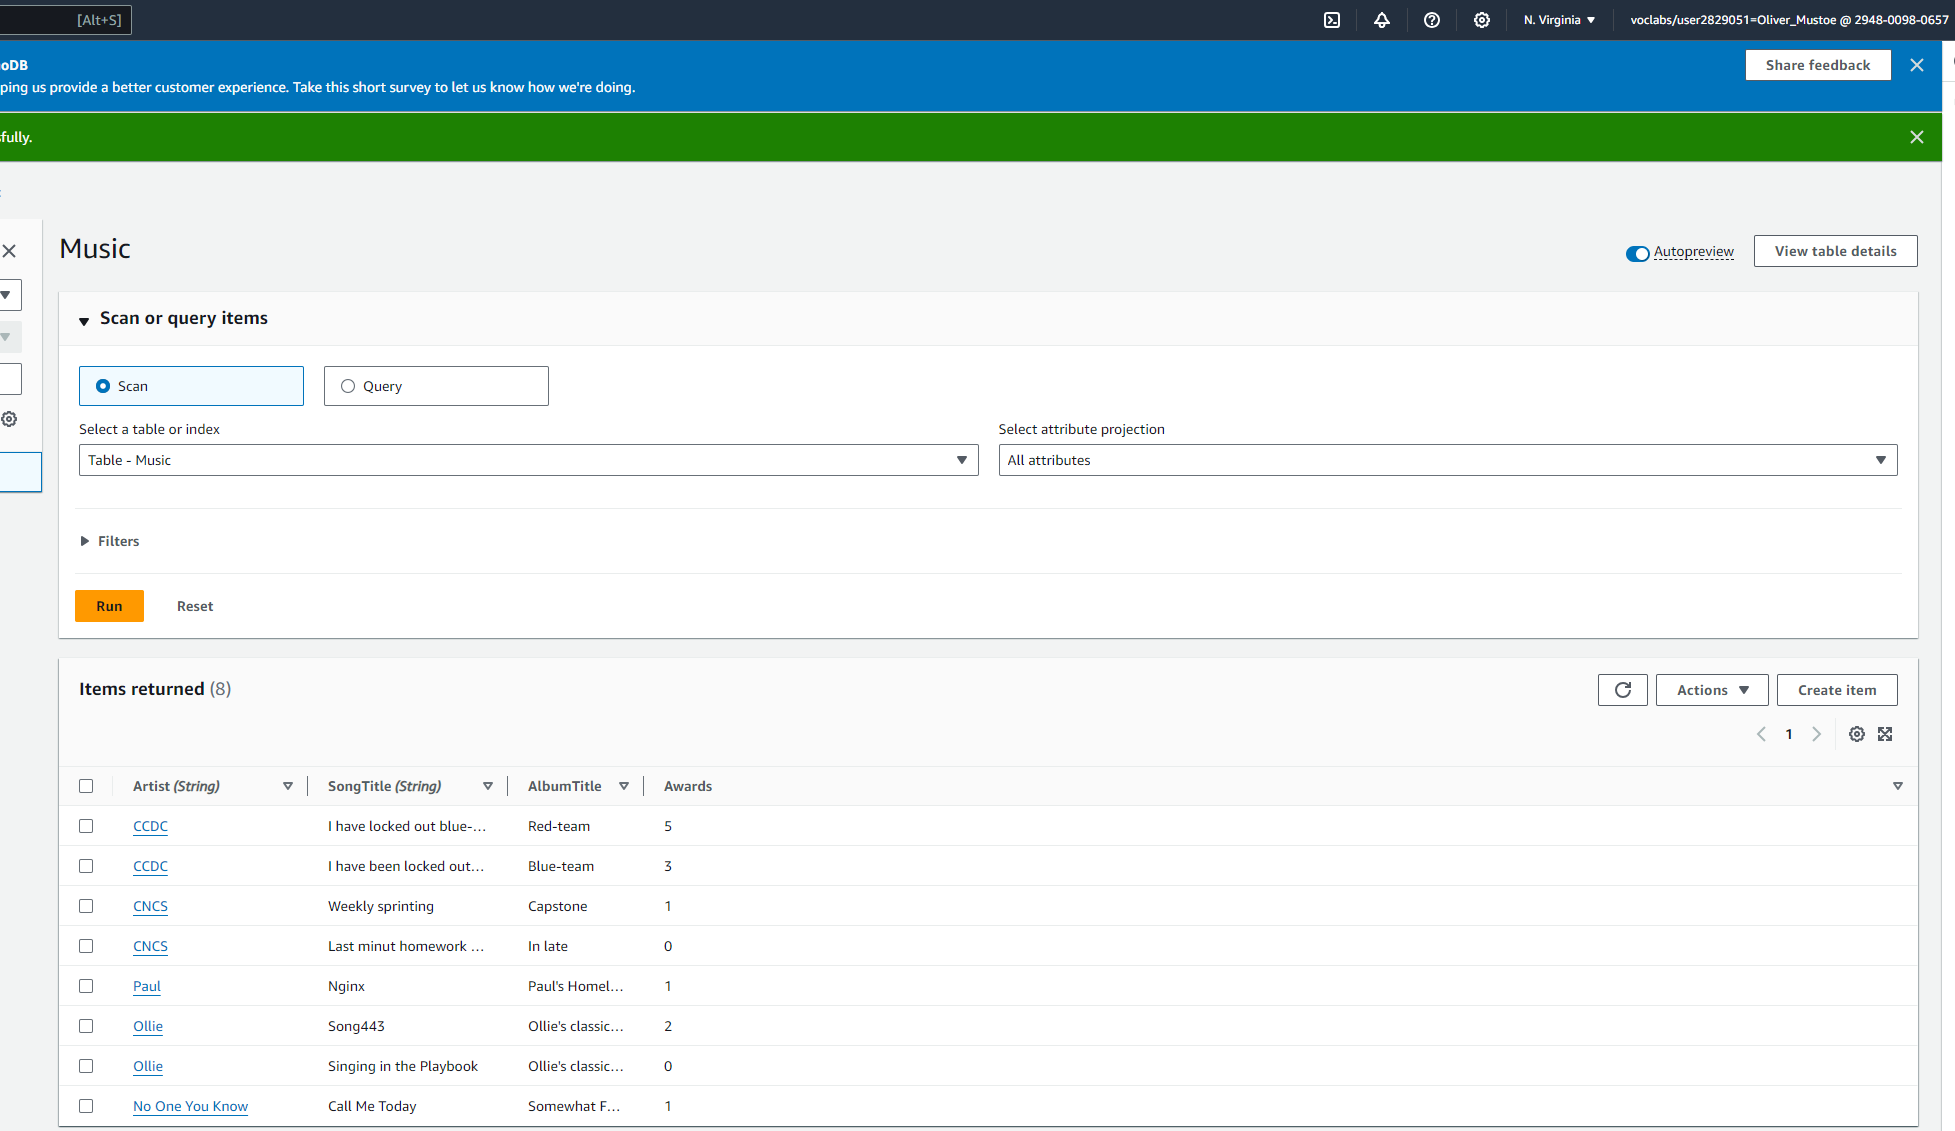 [Alt+S]
N. Virginia
voclabs/user2829051=Oliver_Mustoe @ 2948-0098-0657
oDB
ping us provide a better customer experience. Take this short survey to let us know how we're doing.
Share feedback
fully.
Music
Autopreview
View table details
Scan or query items
Scan
Query
Select a table or index
Select attribute projection
Table - Music
All attributes
Filters
Run
Reset
Items returned (8)
Actions
Create item
1
Artist (String)
SongTitle (String)
AlbumTitle
Awards
CCDC
I have locked out blue-...
Red-team
5
CCDC
I have been locked out...
Blue-team
3
CNCS
Weekly sprinting
Capstone
1
CNCS
Last minut homework ...
In late
0
Paul
Nginx
Paul's Homel...
1
Ollie
Song443
Ollie's classic...
2
Ollie
Singing in the Playbook
Ollie's classic...
0
No One You Know
Call Me Today
Somewhat F...
1